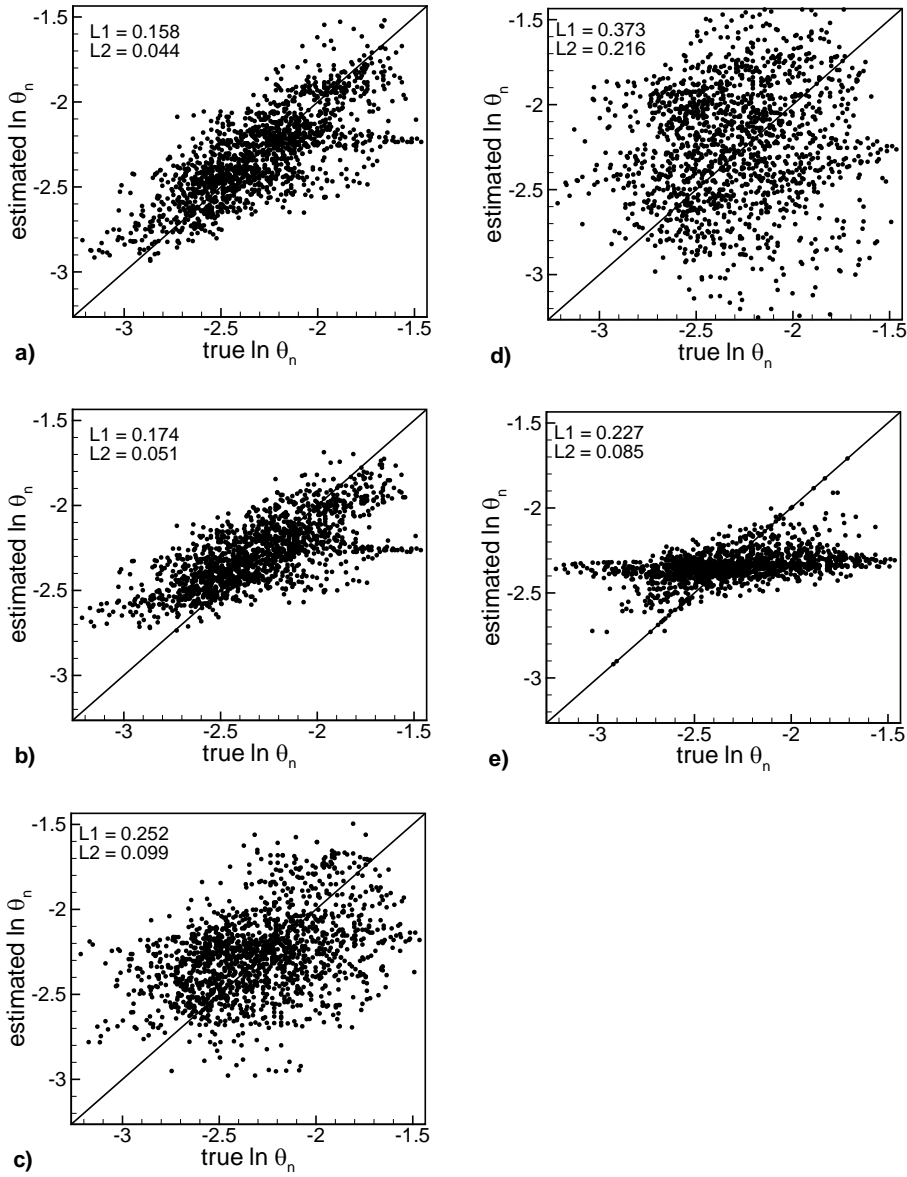 L1 = 0.158
L2 = 0.044
-1.5
-2
-2.5
-3
estimated ln θn
-3
-2.5
-2
-1.5
true ln θn
a)
L1 = 0.373
L2 = 0.216
-1.5
-2
-2.5
-3
estimated ln θn
-3
-2.5
-2
-1.5
true ln θn
d)
L1 = 0.174
L2 = 0.051
-1.5
-2
-2.5
-3
estimated ln θn
-3
-2.5
-2
-1.5
true ln θn
b)
L1 = 0.227
L2 = 0.085
-1.5
-2
-2.5
-3
estimated ln θn
-3
-2.5
-2
-1.5
true ln θn
e)
L1 = 0.252
L2 = 0.099
-1.5
-2
-2.5
-3
estimated ln θn
-3
-2.5
-2
-1.5
true ln θn
c)